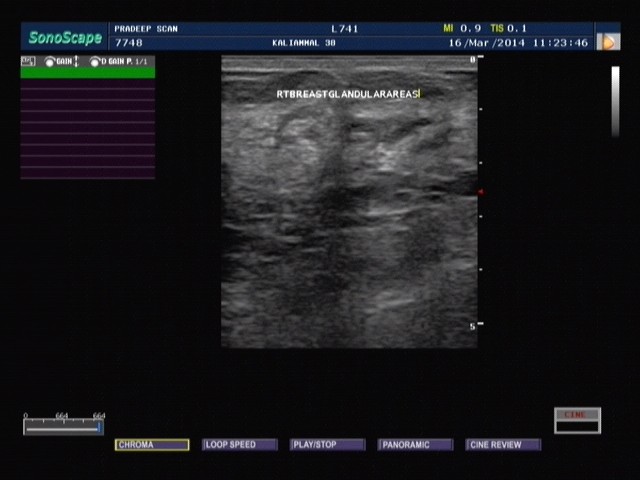 SonoScape
PRADEEP SCAN
L741
MI 0.9 TIS 0.1
7748
KALIAMMAL 38
16/Mar/2014 11:23:46
GAIN
D GAIN P. 1/1
0
RTBREASTGLANDULARAREAS
5
0 664 664
CINE
CHROMA
LOOP SPEED
PLAY/STOP
PANORAMIC
CINE REVIEW